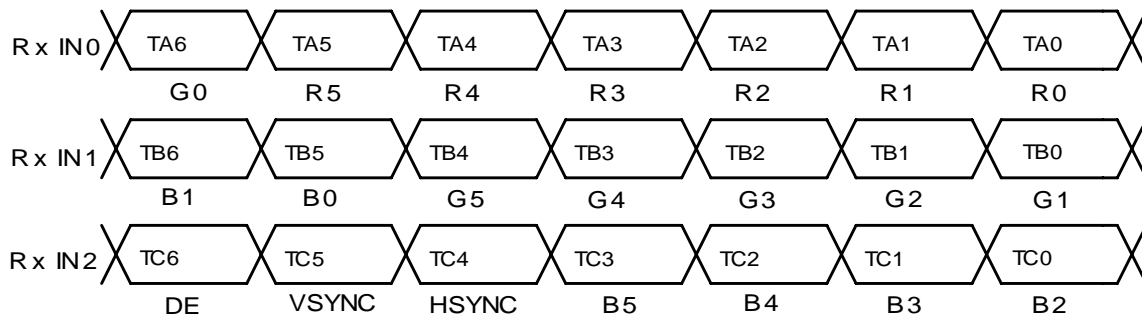 Rx IN0 TA6 TA5 TA4 TA3 TA2 TA1 TA0
G0 R5 R4 R3 R2 R1 R0
Rx IN1 TB6 TB5 TB4 TB3 TB2 TB1 TB0
B1 B0 G5 G4 G3 G2 G1
Rx IN2 TC6 TC5 TC4 TC3 TC2 TC1 TC0
DE VSYNC HSYNC B5 B4 B3 B2